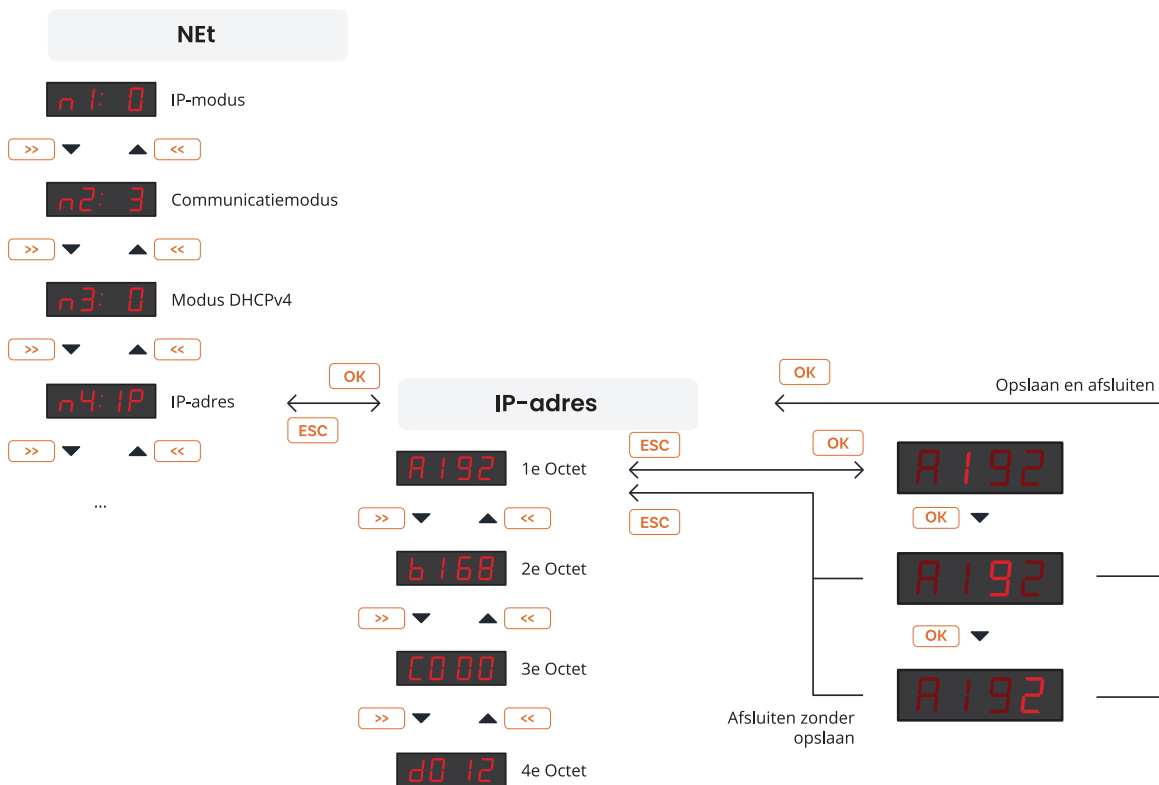 NEt
n1: 0 IP-modus
>> <<
n2: 3 Communicatiemodus
>> <<
n3: 0 Modus DHCPv4
>> <<
n4:IP IP-adres
>> <<
...
OK
ESC
IP-adres
OK
Opslaan en afsluiten
ESC
OK
A192 1e Octet
A192
ESC
>> <<
OK
b168 2e Octet
A192
>> <<
OK
C000 3e Octet
A192
>> <<
Afsluiten zonder
opslaan
d012 4e Octet